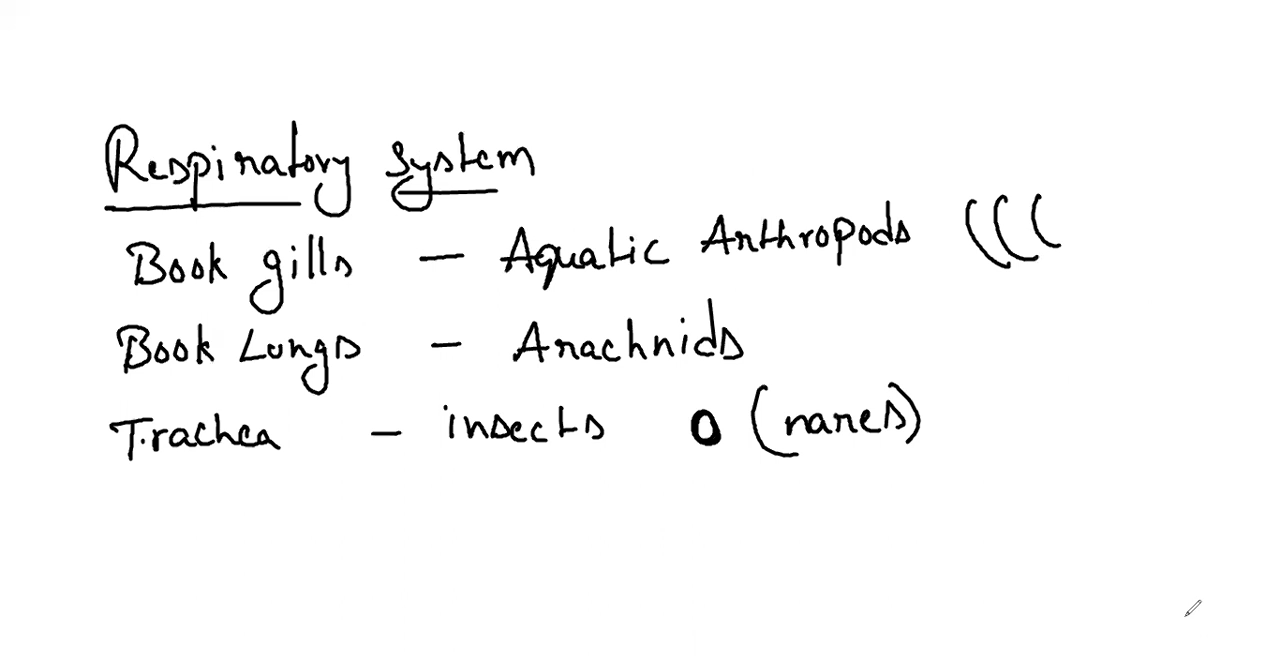 Respiratory System
Book gills - Aquatic Arthropods (((
Book Lungs - Arachnids
Trachea - insects O (nares)